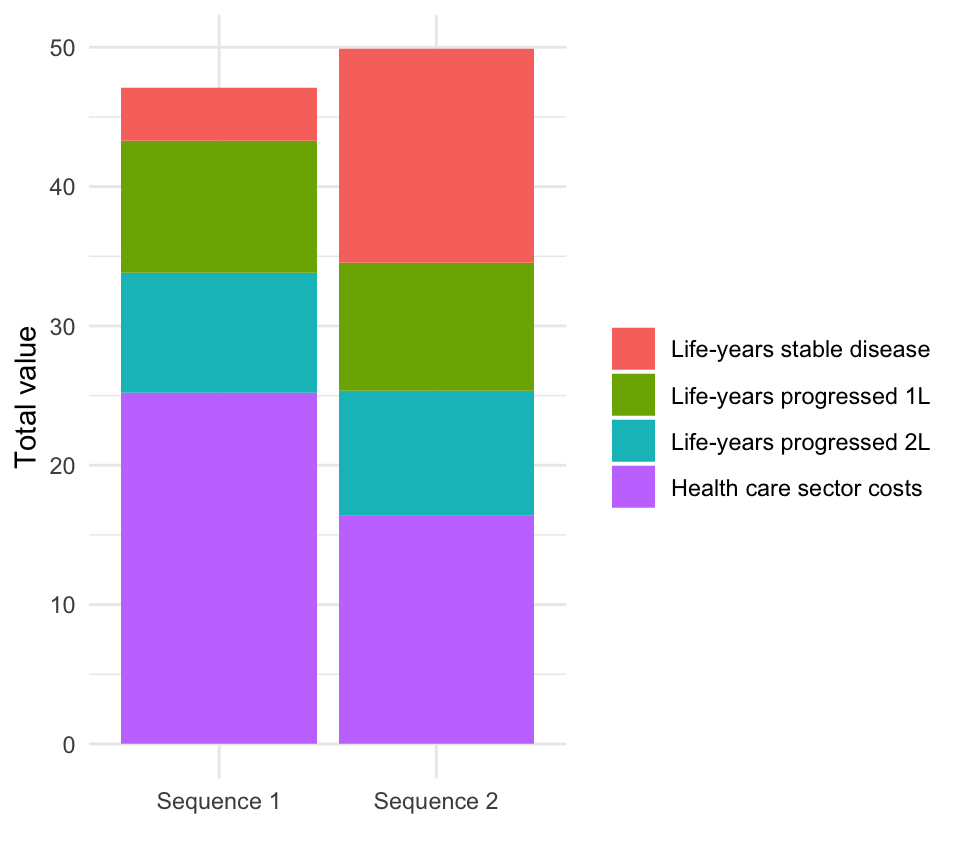 Total value
50
40
30
20
10
0
Sequence 1
Sequence 2
Life-years stable disease
Life-years progressed 1L
Life-years progressed 2L
Health care sector costs